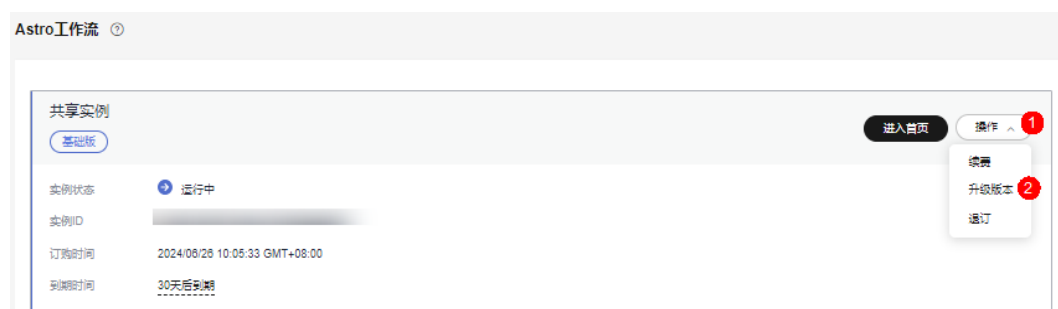 Astro工作流 ?
共享实例
基础版
进入首页
操作 1
续费
升级版本 2
退订
实例状态 运行中
实例ID
订购时间 2024/06/26 10:05:33 GMT+08:00
到期时间 30天后到期